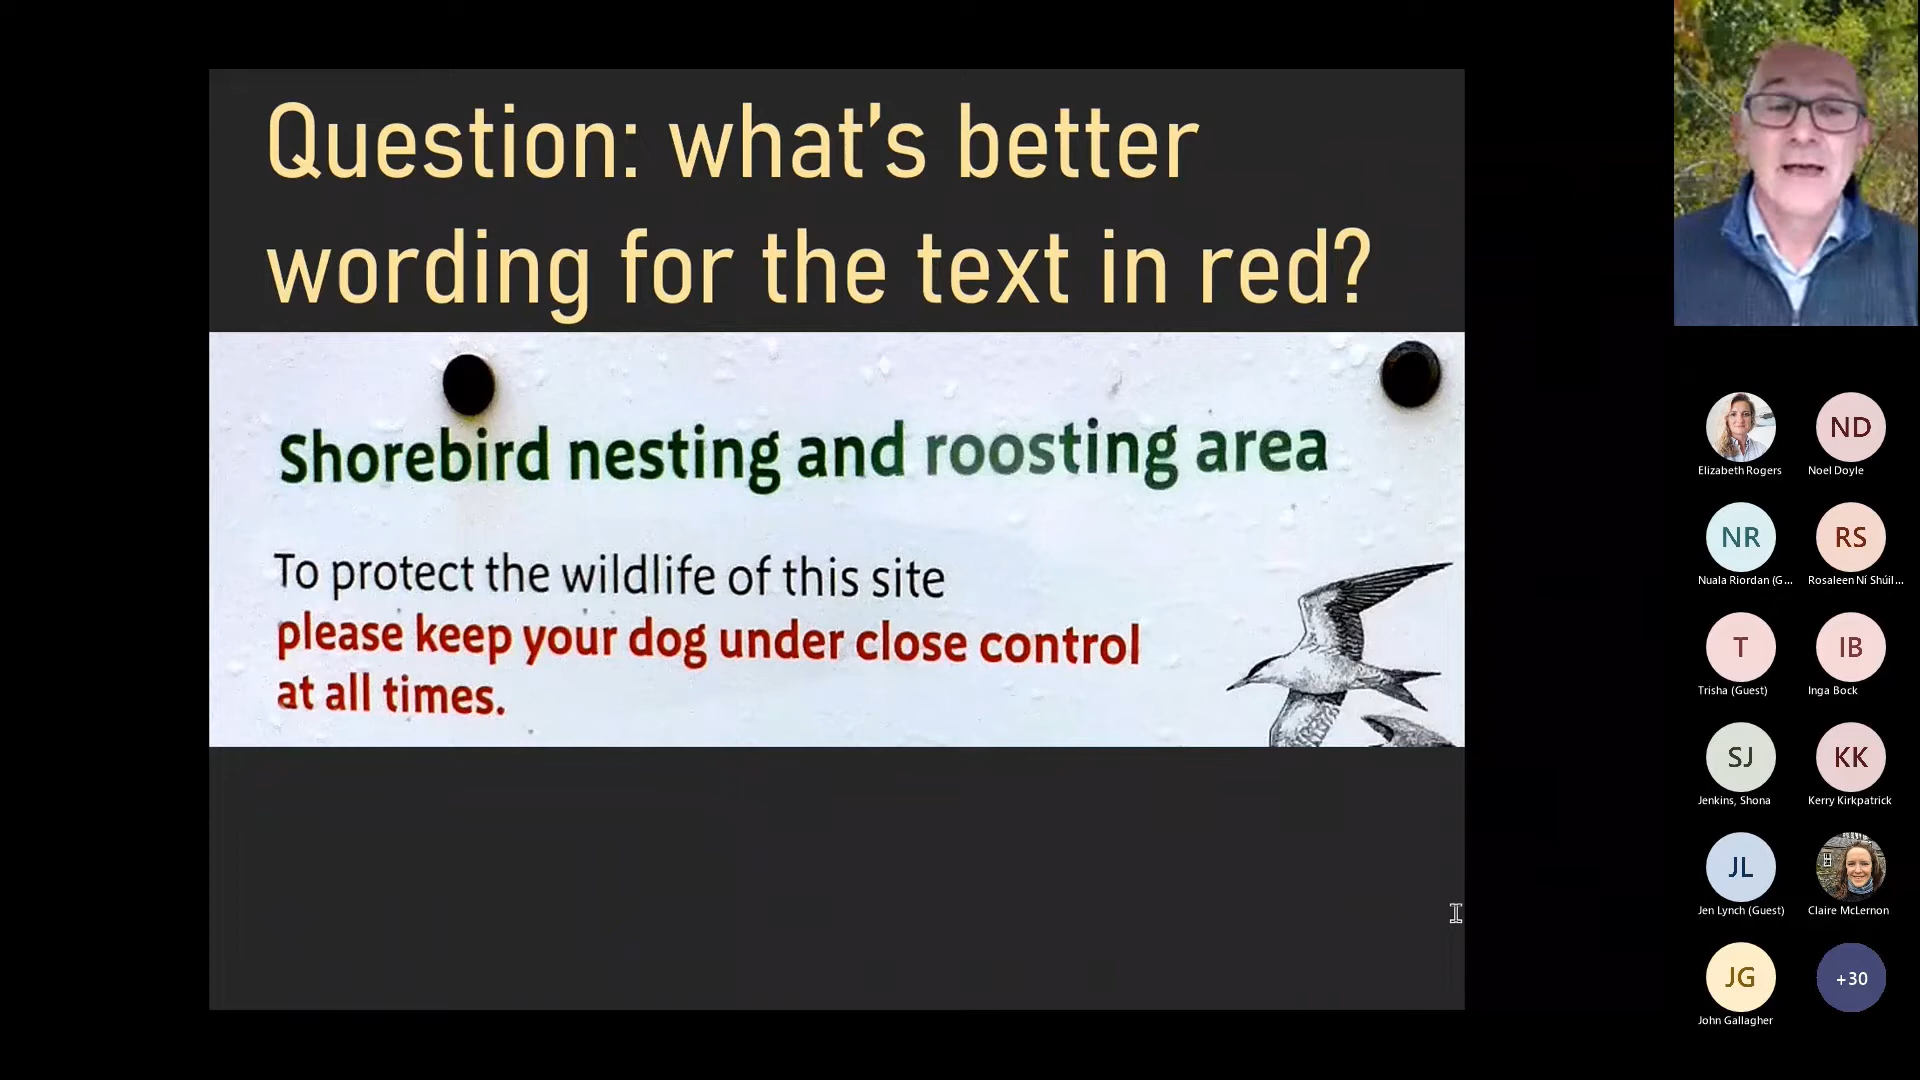 Question: what’s better
wording for the text in red?
Shorebird nesting and roosting area
To protect the wildlife of this site
please keep your dog under close control
at all times.
Elizabeth Rogers
ND
Noel Doyle
NR
Nuala Riordan (G...
RS
Rosaleen Ní Shúil...
T
Trisha (Guest)
IB
Inga Bock
SJ
Jenkins, Shona
KK
Kerry Kirkpatrick
JL
Jen Lynch (Guest)
Claire McLernon
JG
John Gallagher
+30